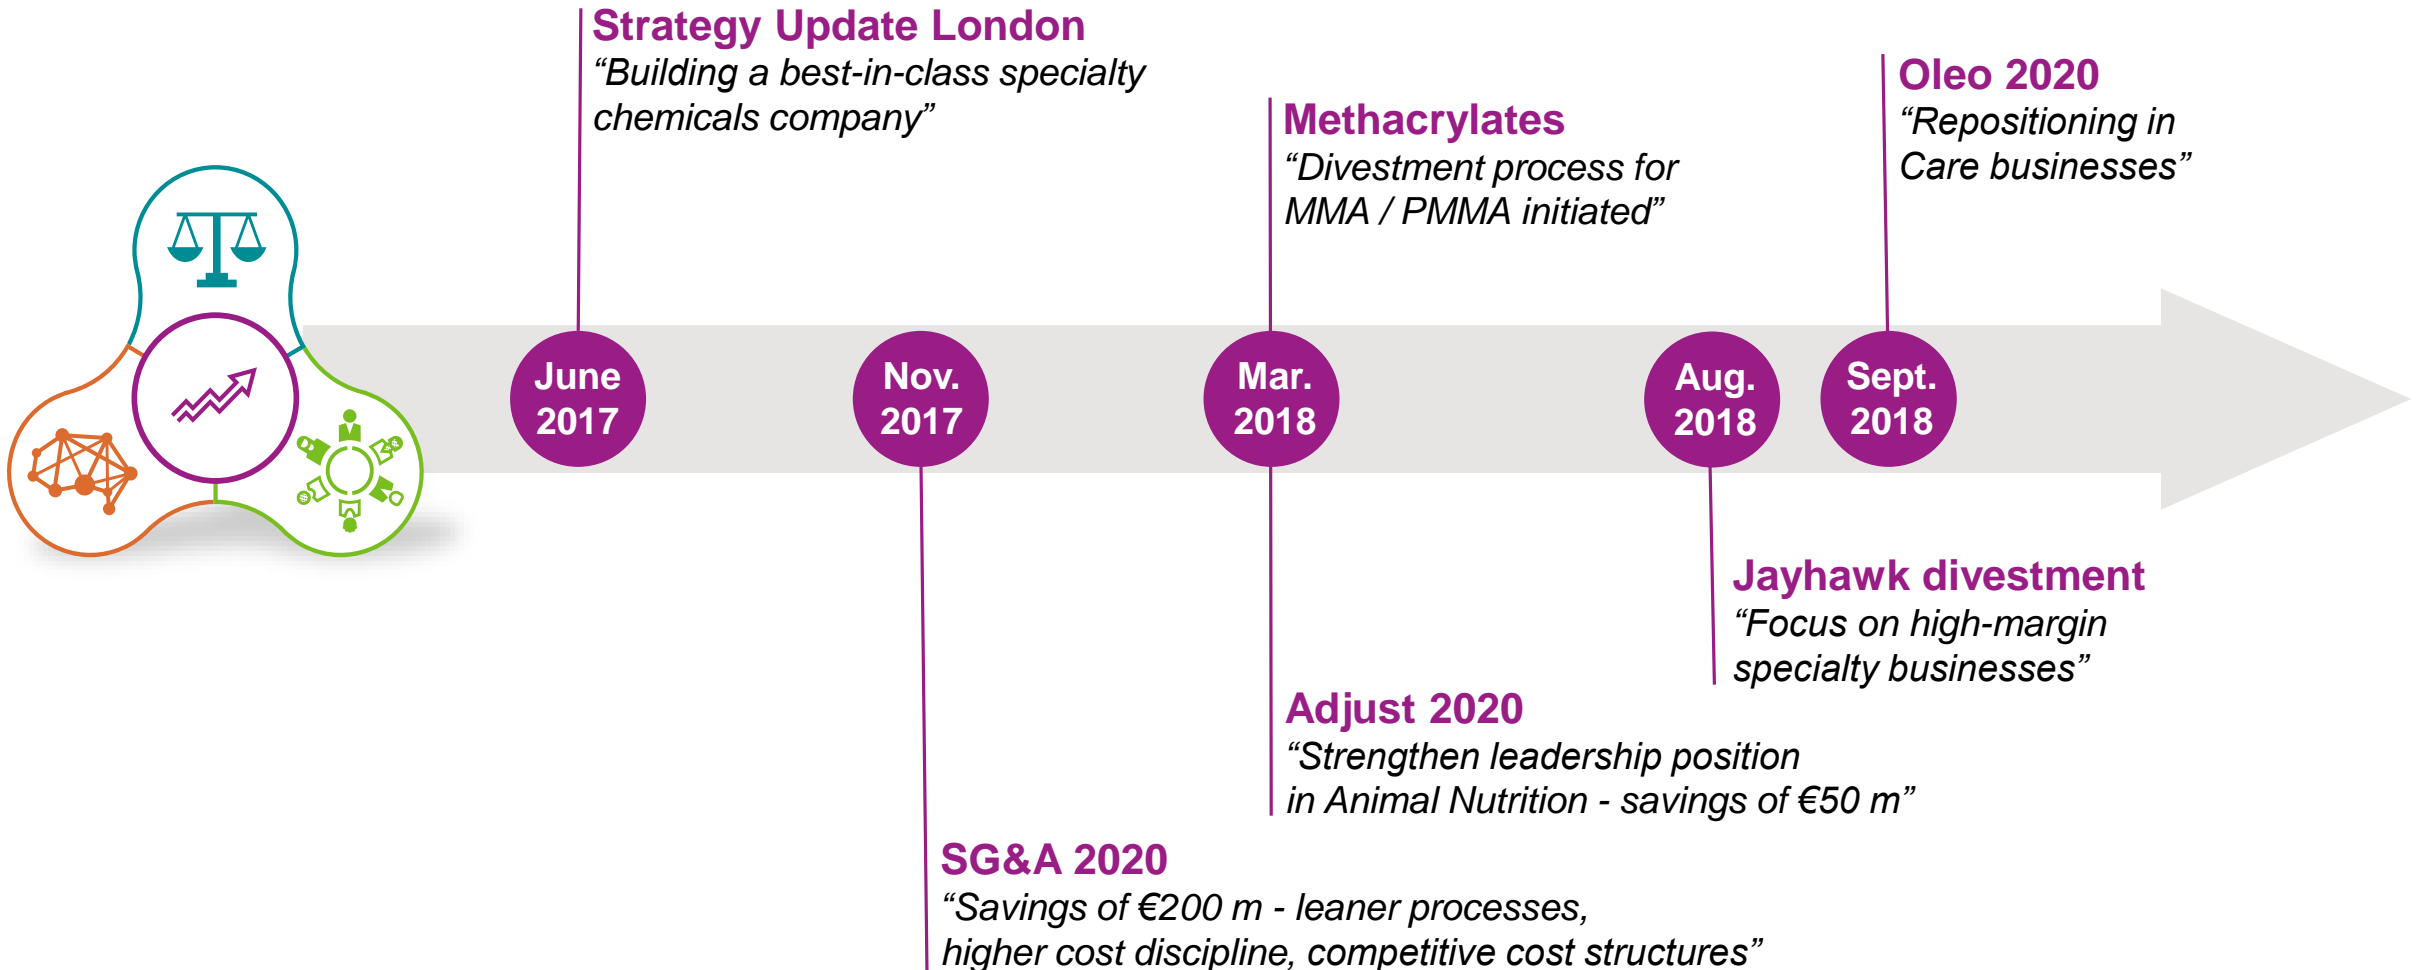 Strategy Update London
“Building a best-in-class specialty
chemicals company”
Methacrylates
“Divestment process for
MMA / PMMA initiated”
Oleo 2020
“Repositioning in
Care businesses”
June
2017
Nov.
2017
Mar.
2018
Aug.
2018
Sept.
2018
Jayhawk divestment
“Focus on high-margin
specialty businesses”
Adjust 2020
“Strengthen leadership position
in Animal Nutrition - savings of €50 m”
SG&A 2020
“Savings of €200 m - leaner processes,
higher cost discipline, competitive cost structures”